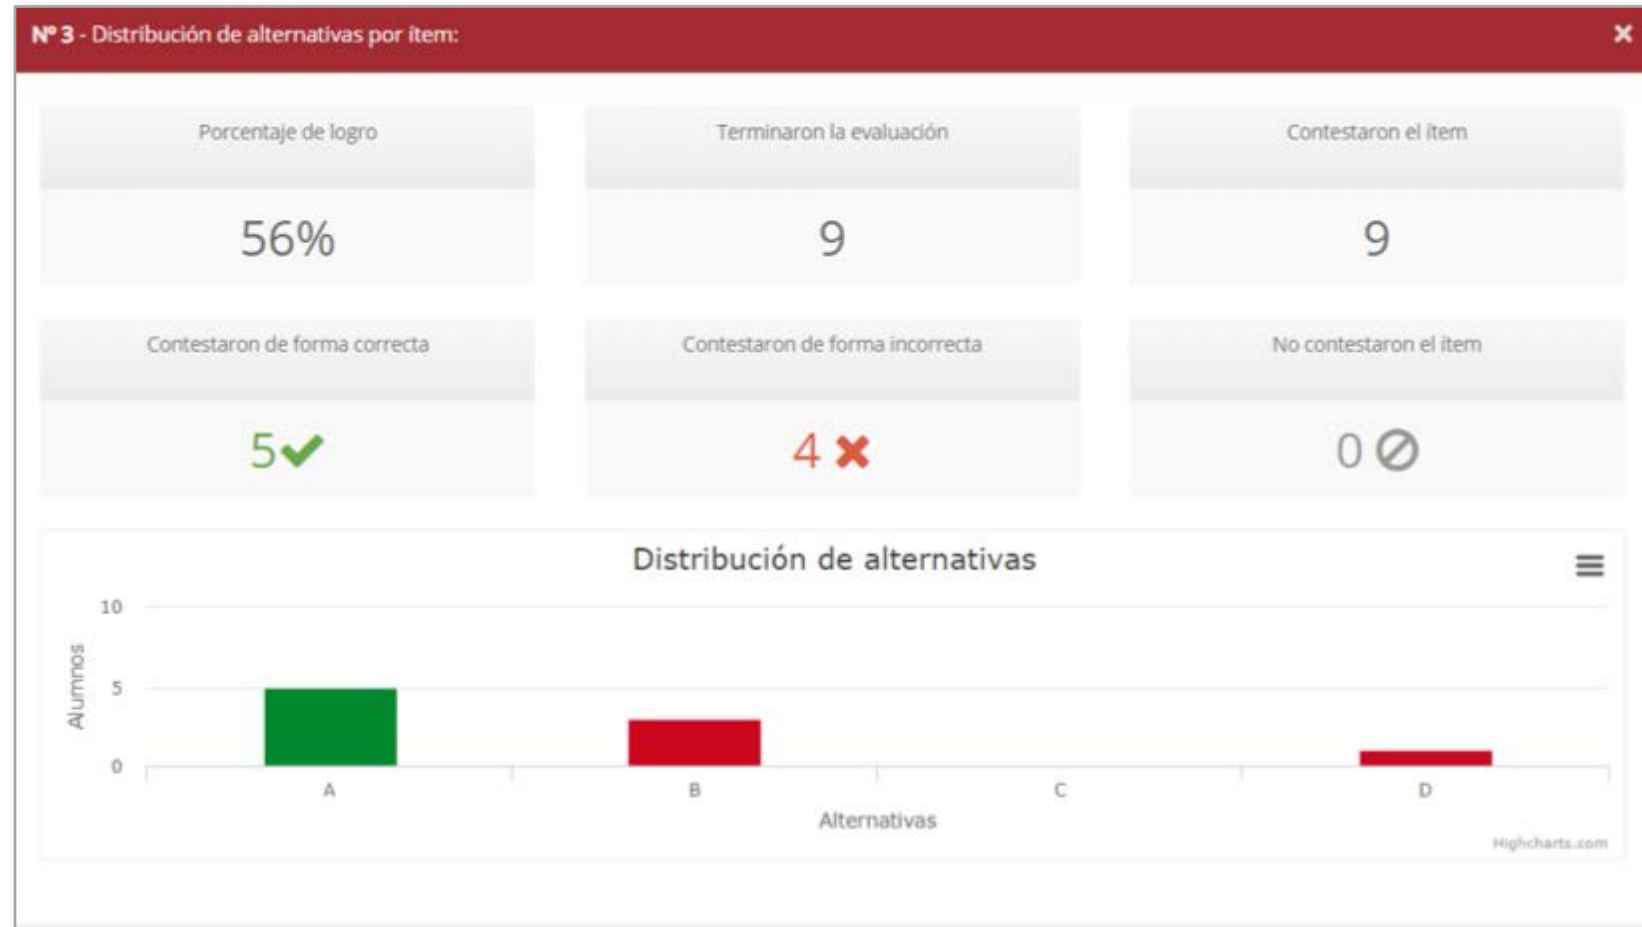 Nº 3 - Distribución de alternativas por ítem:
Porcentaje de logro
56%
Terminaron la evaluación
9
Contestaron el ítem
9
Contestaron de forma correcta
5
Contestaron de forma incorrecta
4
No contestaron el ítem
0
Distribución de alternativas
Alumnos
10
5
0
A B C D
Alternativas
Highcharts.com